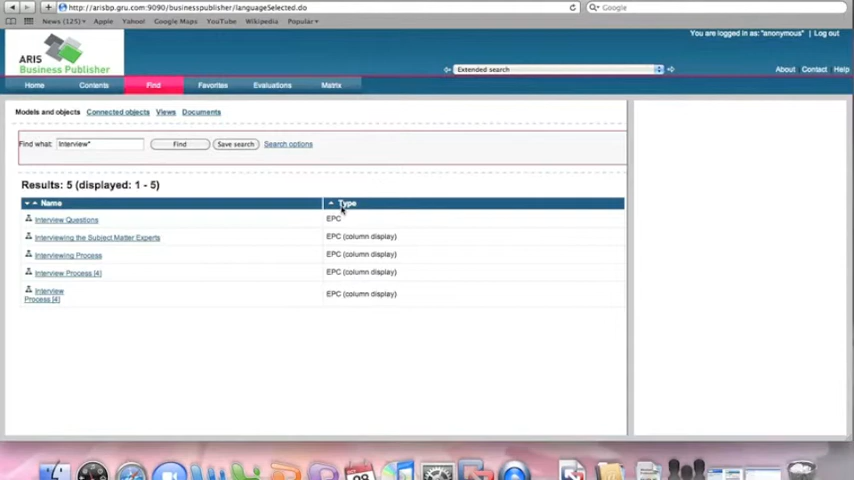 http://arisbp.gru.com:9090/businesspublisher/languageSelected.do
Google
News (125) Apple Yahoo! Google Maps YouTube Wikipedia Popular
You are logged in as: "anonymous" | Log out
ARIS
Business Publisher
Extended search
About | Contact | Help
Home Contents Find Favorites Evaluations Matrix
Models and objects Connected objects Views Documents
Find what: Interview* Find Save search Search options
Results: 5 (displayed: 1 - 5)
Name Type
Interview Questions EPC
Interviewing the Subject Matter Experts EPC (column display)
Interviewing Process EPC (column display)
Interview Process [4] EPC (column display)
Interview
Process [4] EPC (column display)